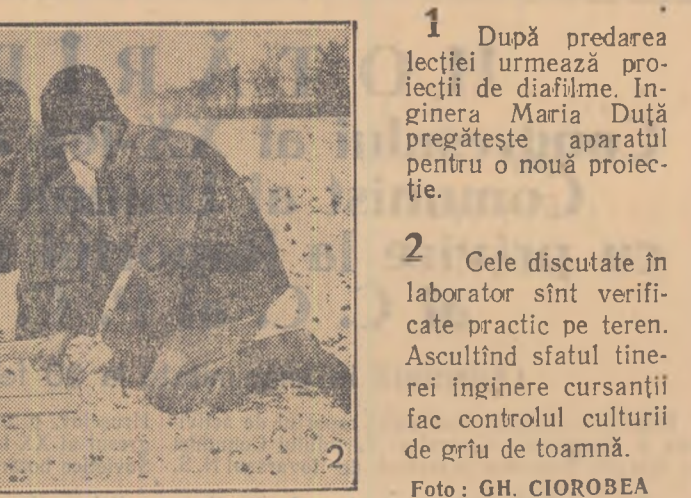 1 După predarea
lecției urmează pro-
iecții de diafilme. In-
ginera Maria Duță
pregătește aparatul
pentru o nouă proiec-
ție.
2 Cele discutate în
laborator sînt verifi-
cate practic pe teren.
Ascultînd sfatul tine-
rei inginere cursanții
fac controlul culturii
de grîu de toamnă.
Foto: GH. CIOROBEA
2